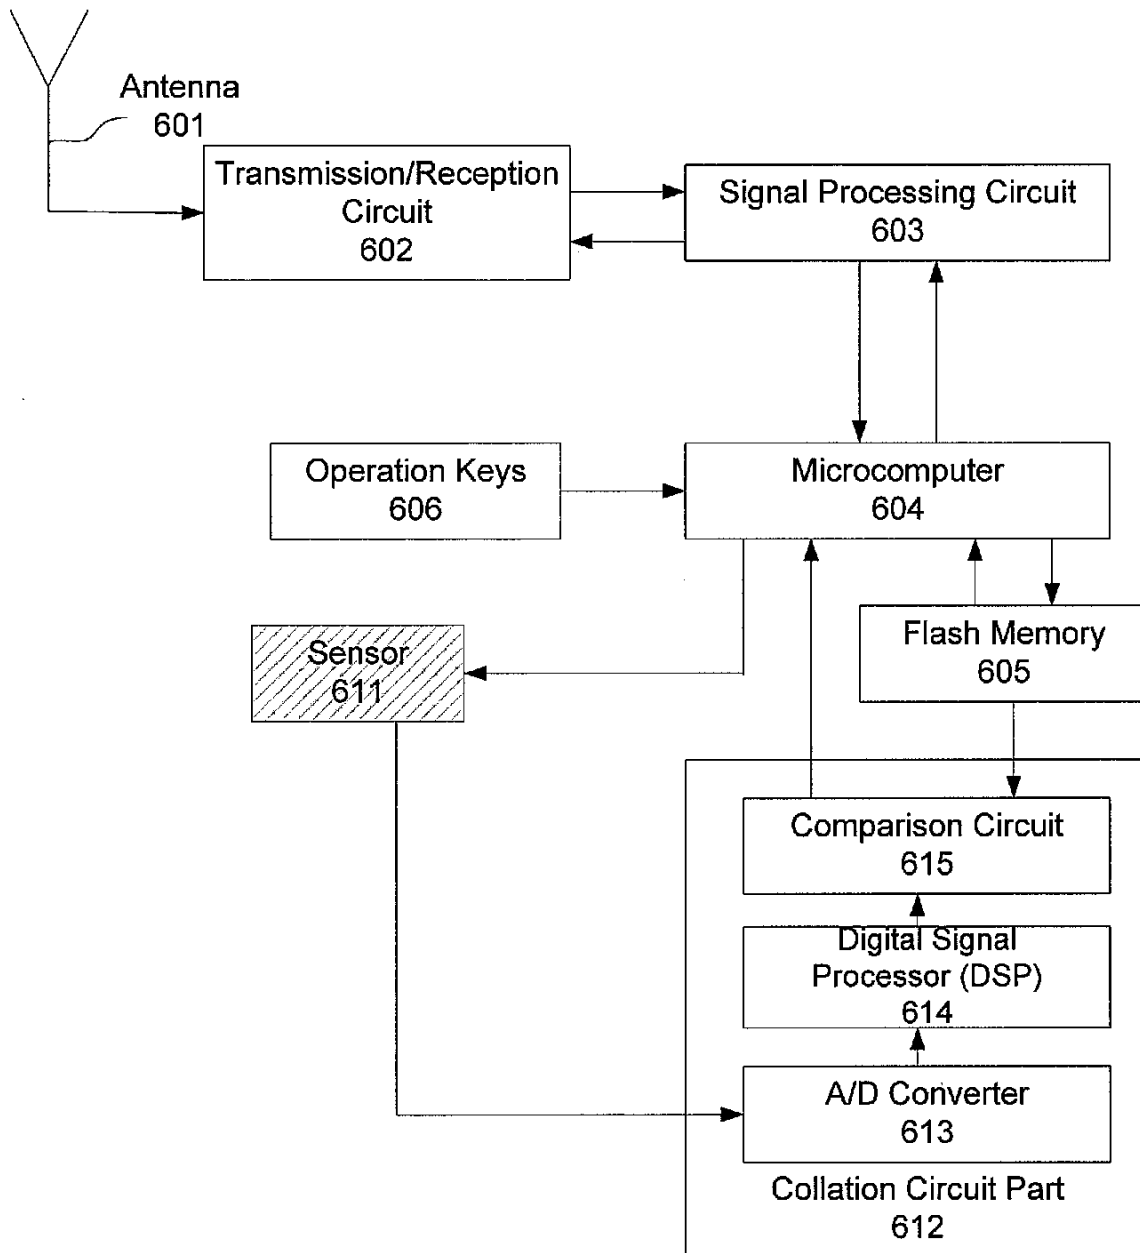 Antenna
601
Transmission/Reception
Circuit
602
Signal Processing Circuit
603
Operation Keys
606
Microcomputer
604
Sensor
611
Flash Memory
605
Comparison Circuit
615
Digital Signal
Processor (DSP)
614
A/D Converter
613
Collation Circuit Part
612